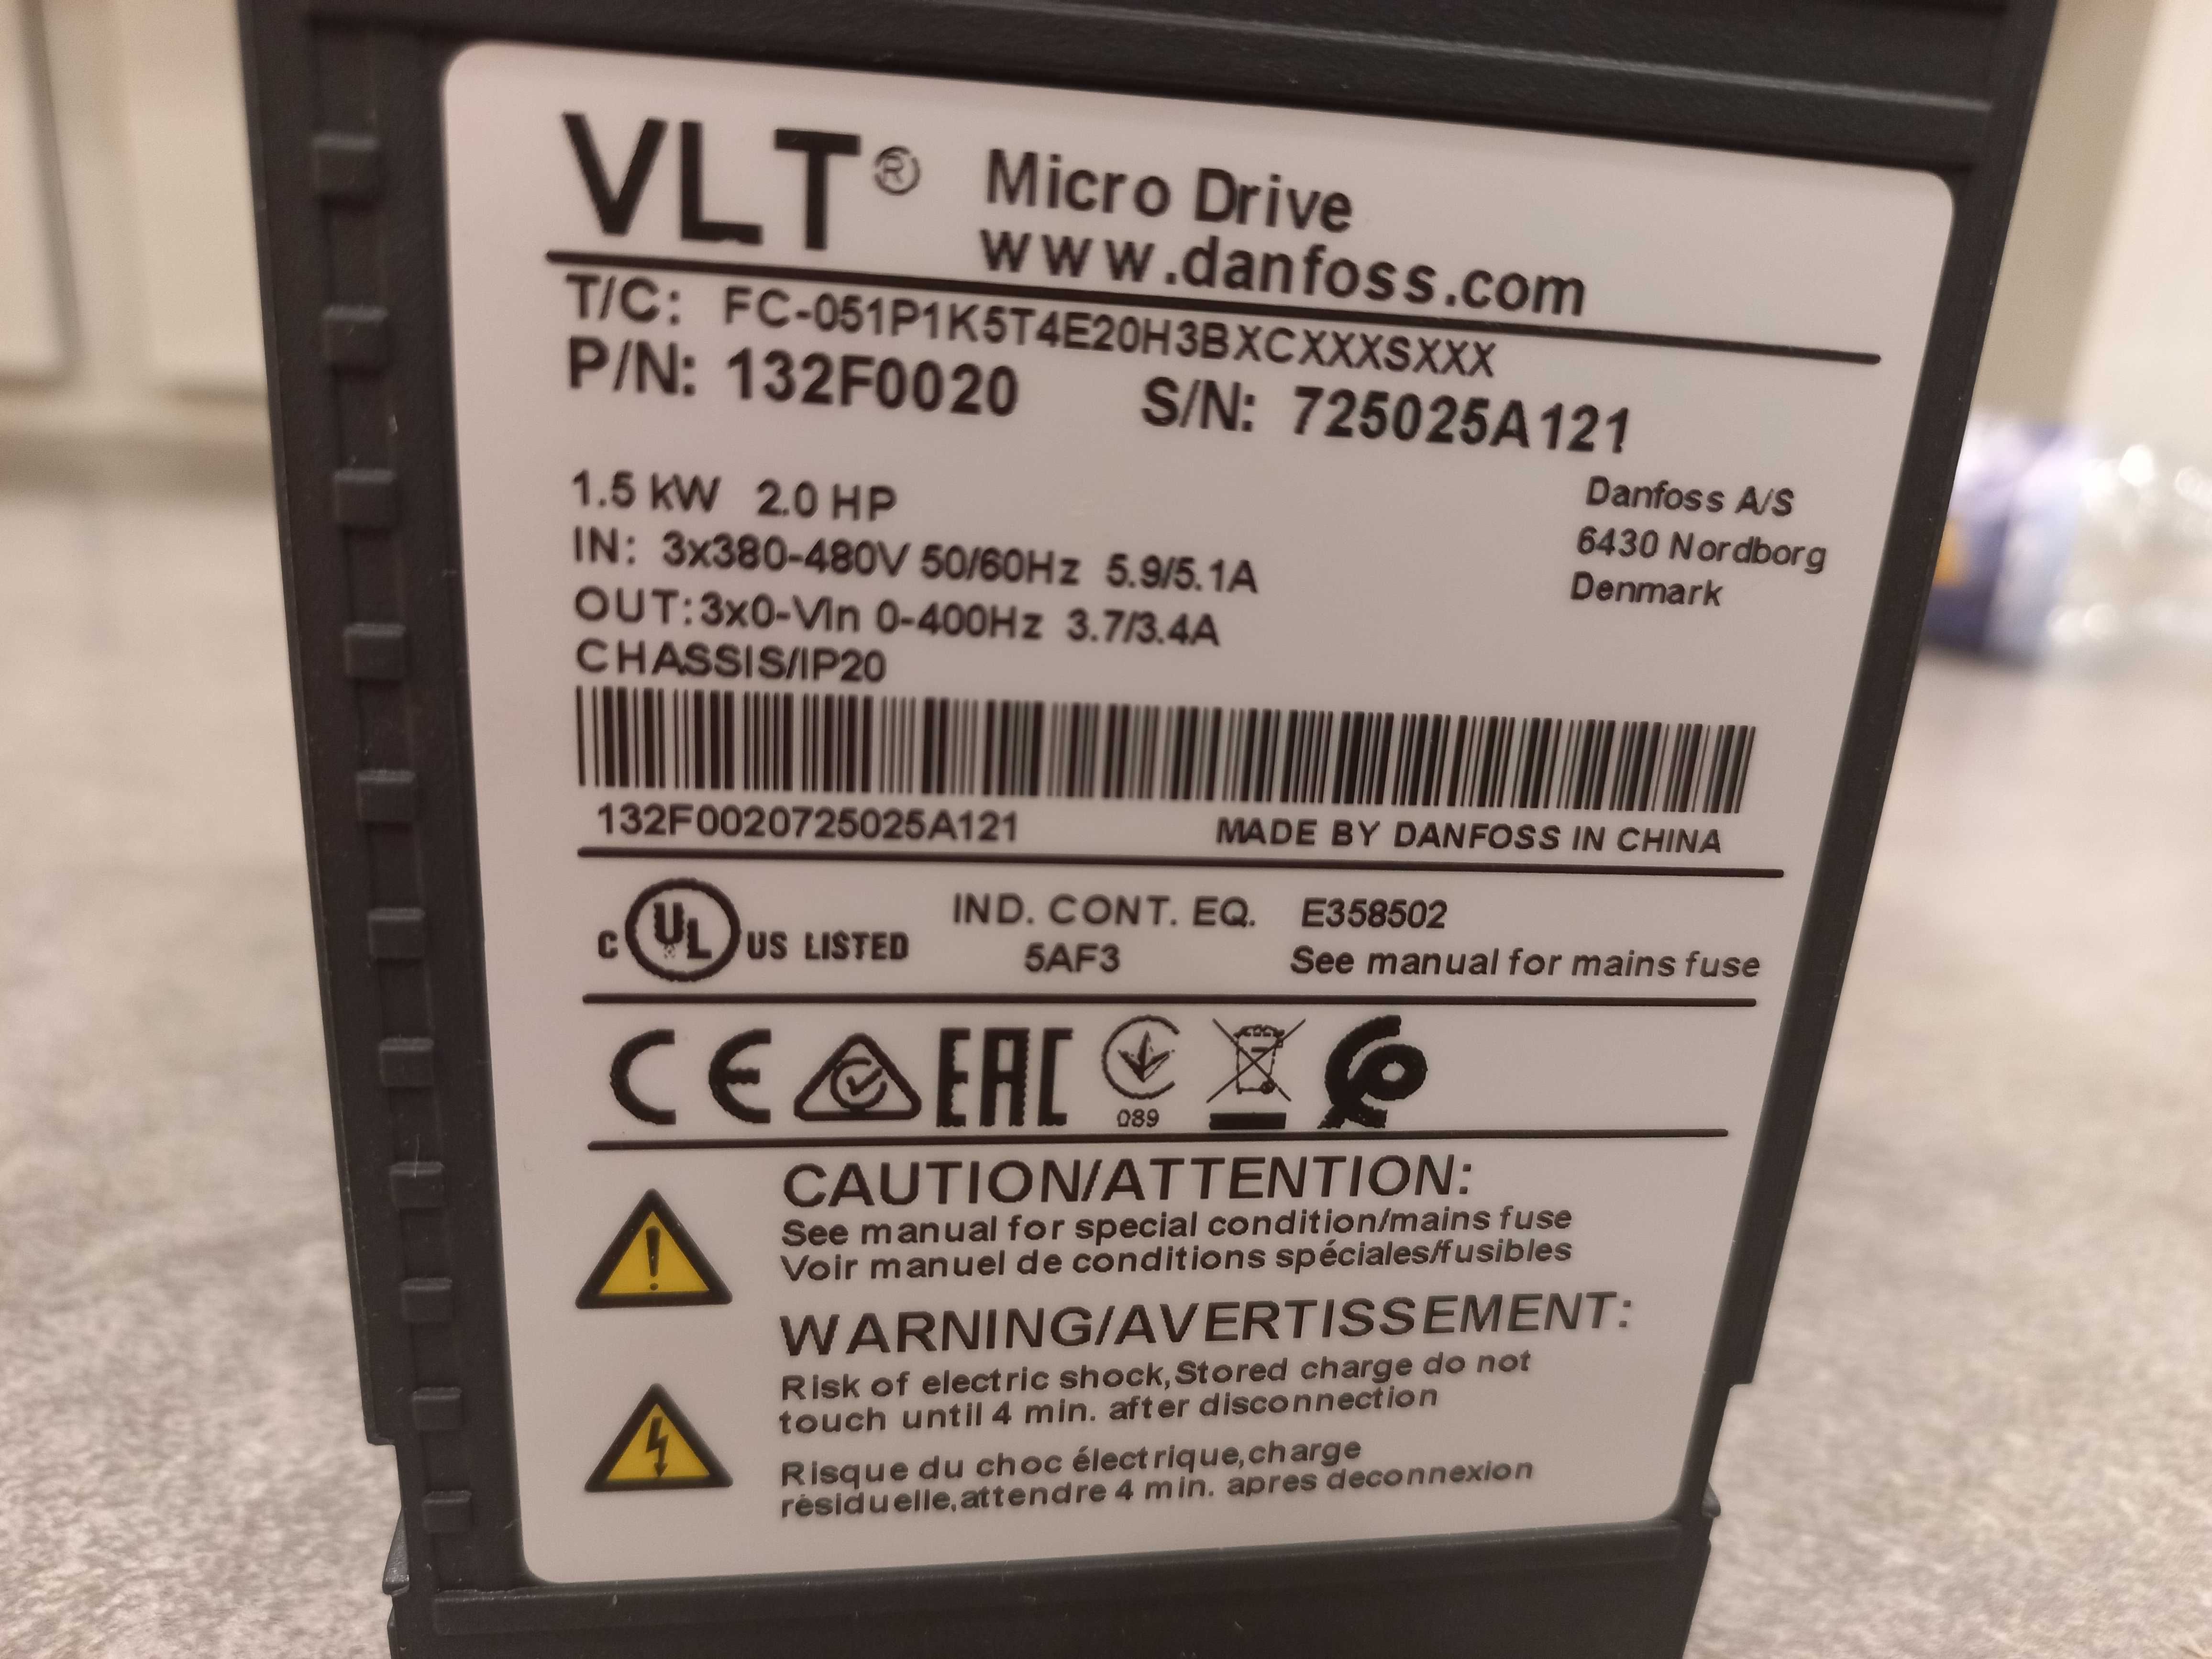 VLT® Micro Drive
www.danfoss.com
T/C: FC-051P1K5T4E20H3BXCXXXSXXX
P/N: 132F0020 S/N: 725025A121
1.5 kW 2.0 HP
IN: 3x380-480V 50/60Hz 5.9/5.1A
OUT:3x0-Vin 0-400Hz 3.7/3.4A
CHASSIS/IP20
Danfoss A/S
6430 Nordborg
Denmark
132F0020725025A121 MADE BY DANFOSS IN CHINA
C UL US LISTED IND. CONT. EQ. E358502
5AF3 See manual for mains fuse
CE EAC
089
CAUTION/ATTENTION:
See manual for special condition/mains fuse
Voir manuel de conditions spéciales/fusibles
WARNING/AVERTISSEMENT:
Risk of electric shock,Stored charge do not
touch until 4 min. after disconnection
Risque du choc électrique,charge
résiduelle,attendre 4 min. apres deconnexion